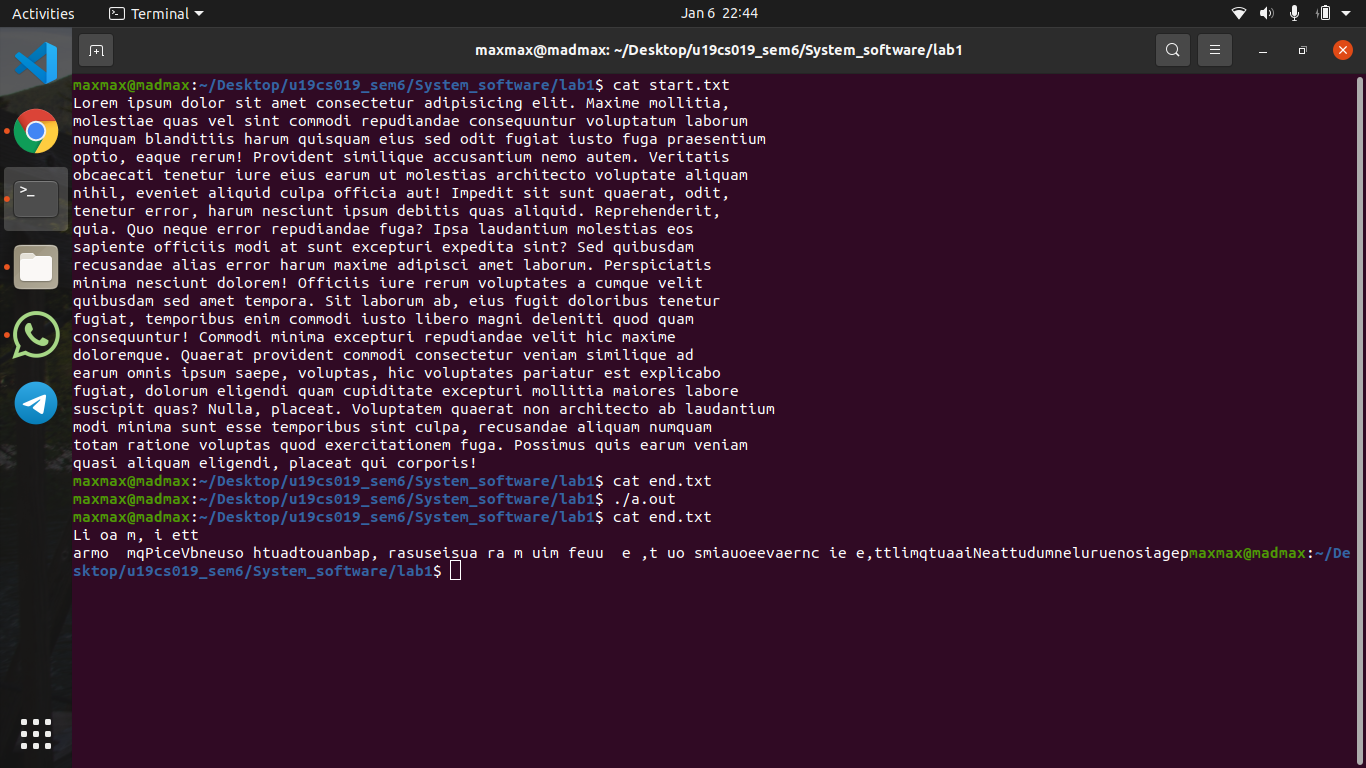 Activities
Terminal
Jan 6 22:44
maxmax@madmax: ~/Desktop/u19cs019_sem6/System_software/lab1
maxmax@madmax:~/Desktop/u19cs019_sem6/System_software/lab1$ cat start.txt
Lorem ipsum dolor sit amet consectetur adipisicing elit. Maxime mollitia,
molestiae quas vel sint commodi repudiandae consequuntur voluptatum laborum
numquam blanditiis harum quisquam eius sed odit fugiat iusto fuga praesentium
optio, eaque rerum! Provident similique accusantium nemo autem. Veritatis
obcaecati tenetur iure eius earum ut molestias architecto voluptate aliquam
nihil, eveniet aliquid culpa officia aut! Impedit sit sunt quaerat, odit,
tenetur error, harum nesciunt ipsum debitis quas aliquid. Reprehenderit,
quia. Quo neque error repudiandae fuga? Ipsa laudantium molestias eos
sapiente officiis modi at sunt excepturi expedita sint? Sed quibusdam
recusandae alias error harum maxime adipisci amet laborum. Perspiciatis
minima nesciunt dolorem! Officiis iure rerum voluptates a cumque velit
quibusdam sed amet tempora. Sit laborum ab, eius fugit doloribus tenetur
fugiat, temporibus enim commodi iusto libero magni deleniti quod quam
consequuntur! Commodi minima excepturi repudiandae velit hic maxime
doloremque. Quaerat provident commodi consectetur veniam similique ad
earum omnis ipsum saepe, voluptas, hic voluptates pariatur est explicabo
fugiat, dolorum eligendi quam cupiditate excepturi mollitia maiores labore
suscipit quas? Nulla, placeat. Voluptatem quaerat non architecto ab laudantium
modi minima sunt esse temporibus sint culpa, recusandae aliquam numquam
totam ratione voluptas quod exercitationem fuga. Possimus quis earum veniam
quasi aliquam eligendi, placeat qui corporis!
maxmax@madmax:~/Desktop/u19cs019_sem6/System_software/lab1$ cat end.txt
maxmax@madmax:~/Desktop/u19cs019_sem6/System_software/lab1$ ./a.out
maxmax@madmax:~/Desktop/u19cs019_sem6/System_software/lab1$ cat end.txt
Li oa m, i ett
armo  mqPiceVbneuso htuadtouanbap, rasuseisua ra m uim feuu  e ,t uo smiauoeevaernc ie e,ttlimqtuaaiNeattudumneluruenosiagepmaxmax@madmax:~/De
sktop/u19cs019_sem6/System_software/lab1$